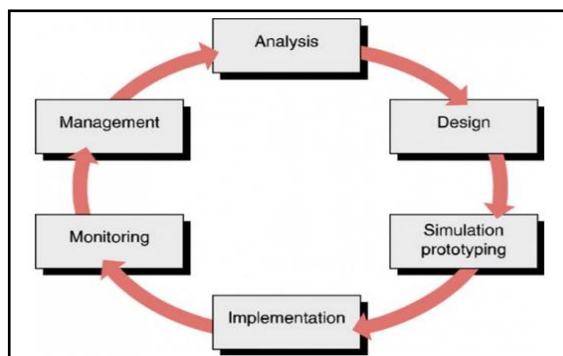 Analysis
Design
Simulation
prototyping
Implementation
Monitoring
Management